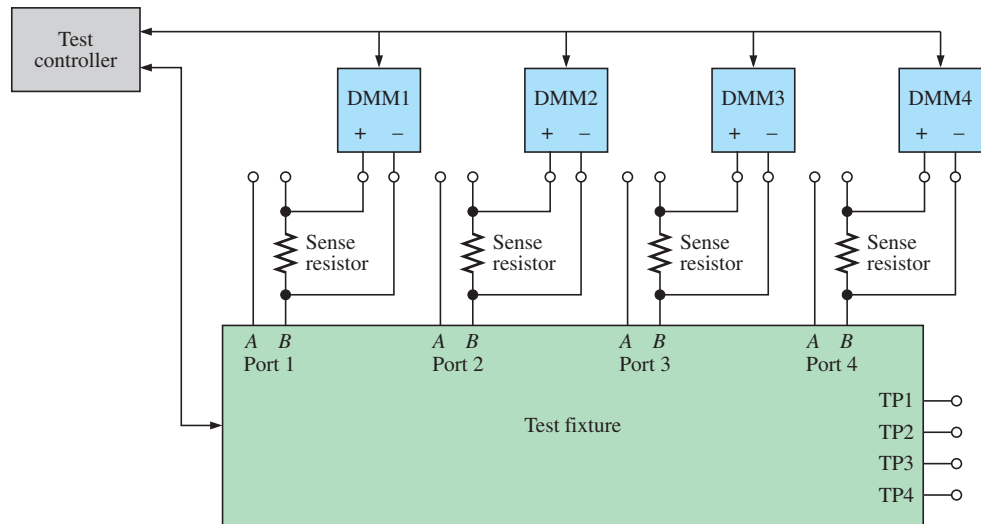 Test
controller
DMM1
DMM2
DMM3
DMM4
+ –
+ –
+ –
+ –
Sense
resistor
Sense
resistor
Sense
resistor
Sense
resistor
A B
Port 1
A B
Port 2
A B
Port 3
A B
Port 4
TP1
TP2
Test fixture
TP3
TP4